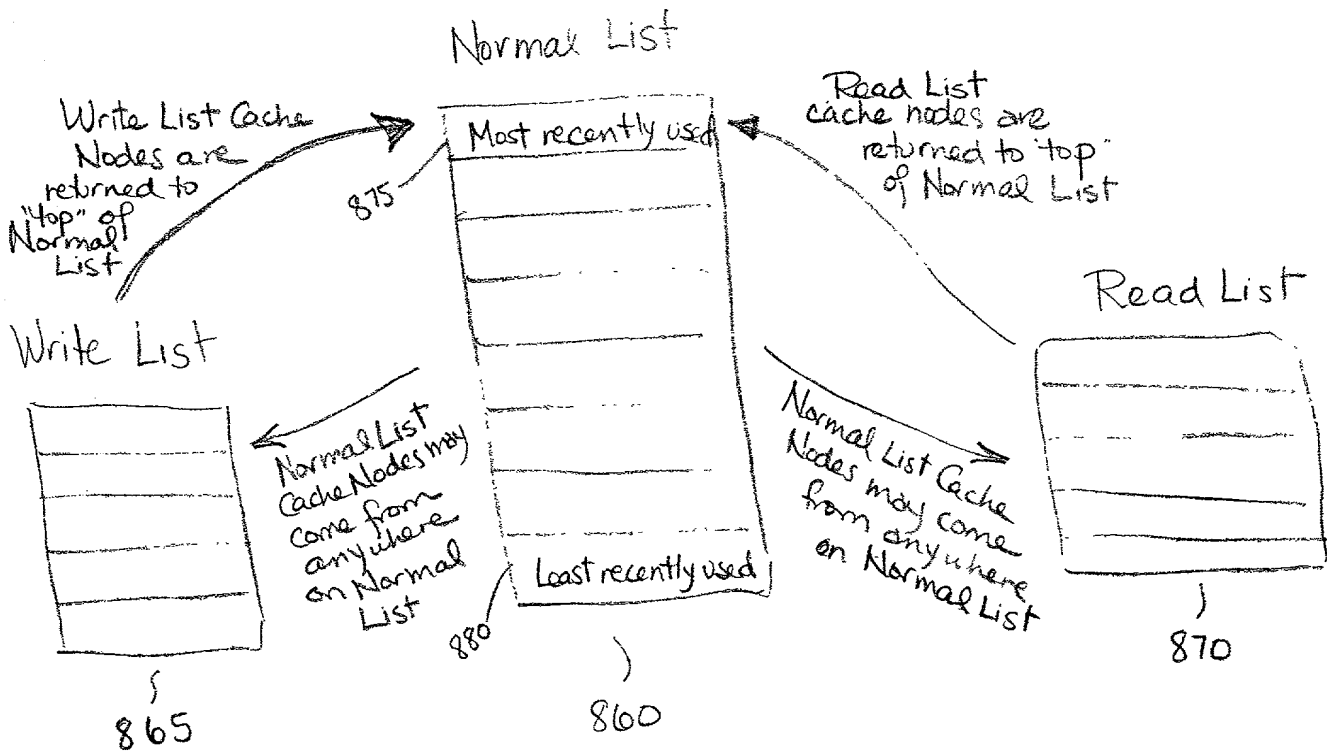 Normal List
Write List Cache
Nodes are
returned to
"top" of
Normal
List
Most recently used
875
Read List
cache nodes are
returned to "top"
of Normal List
Write List
Read List
Normal List
Cache Nodes may
come from
anywhere
on Normal
List
Normal List Cache
Nodes may come
from anywhere
on Normal List
Least recently used
880
865
860
870